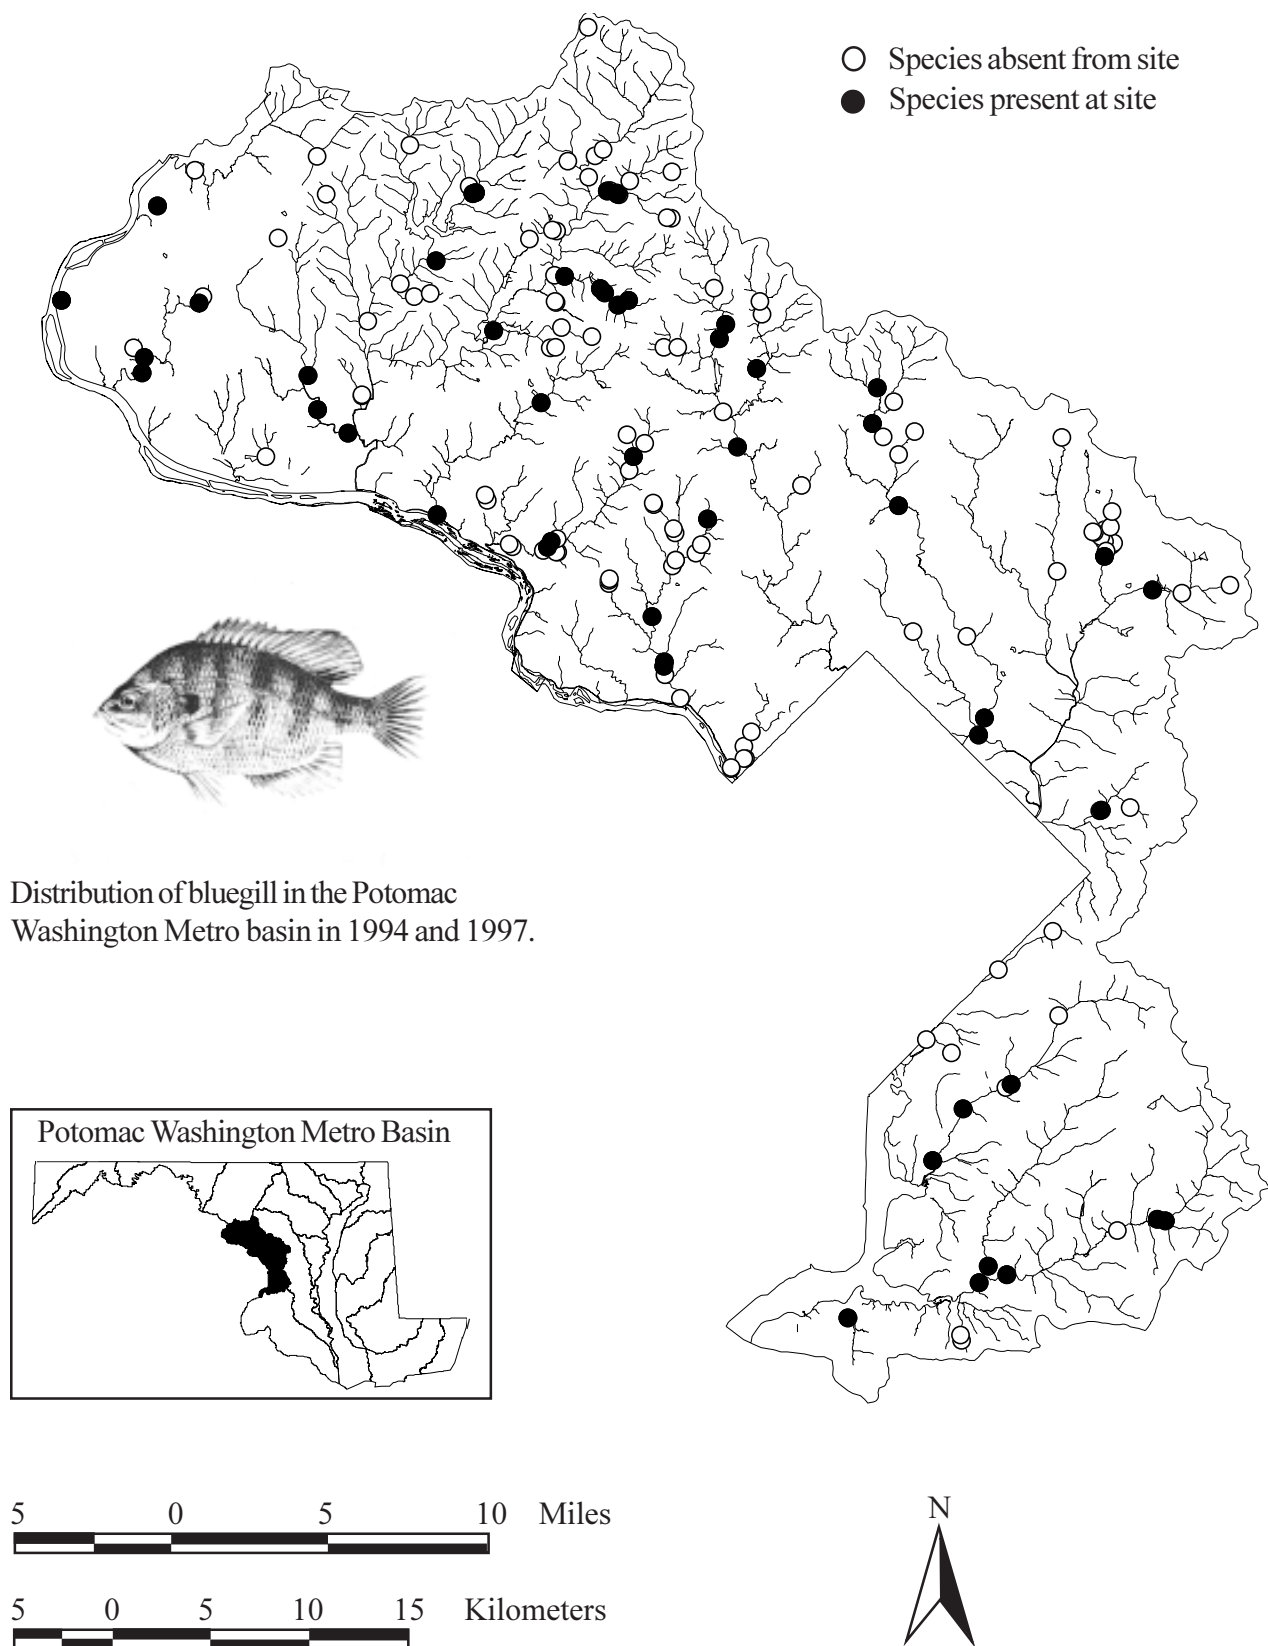 Species absent from site
Species present at site
Distribution of bluegill in the Potomac
Washington Metro basin in 1994 and 1997.
Potomac Washington Metro Basin
5 0 5 10 Miles
5 0 5 10 15 Kilometers
N